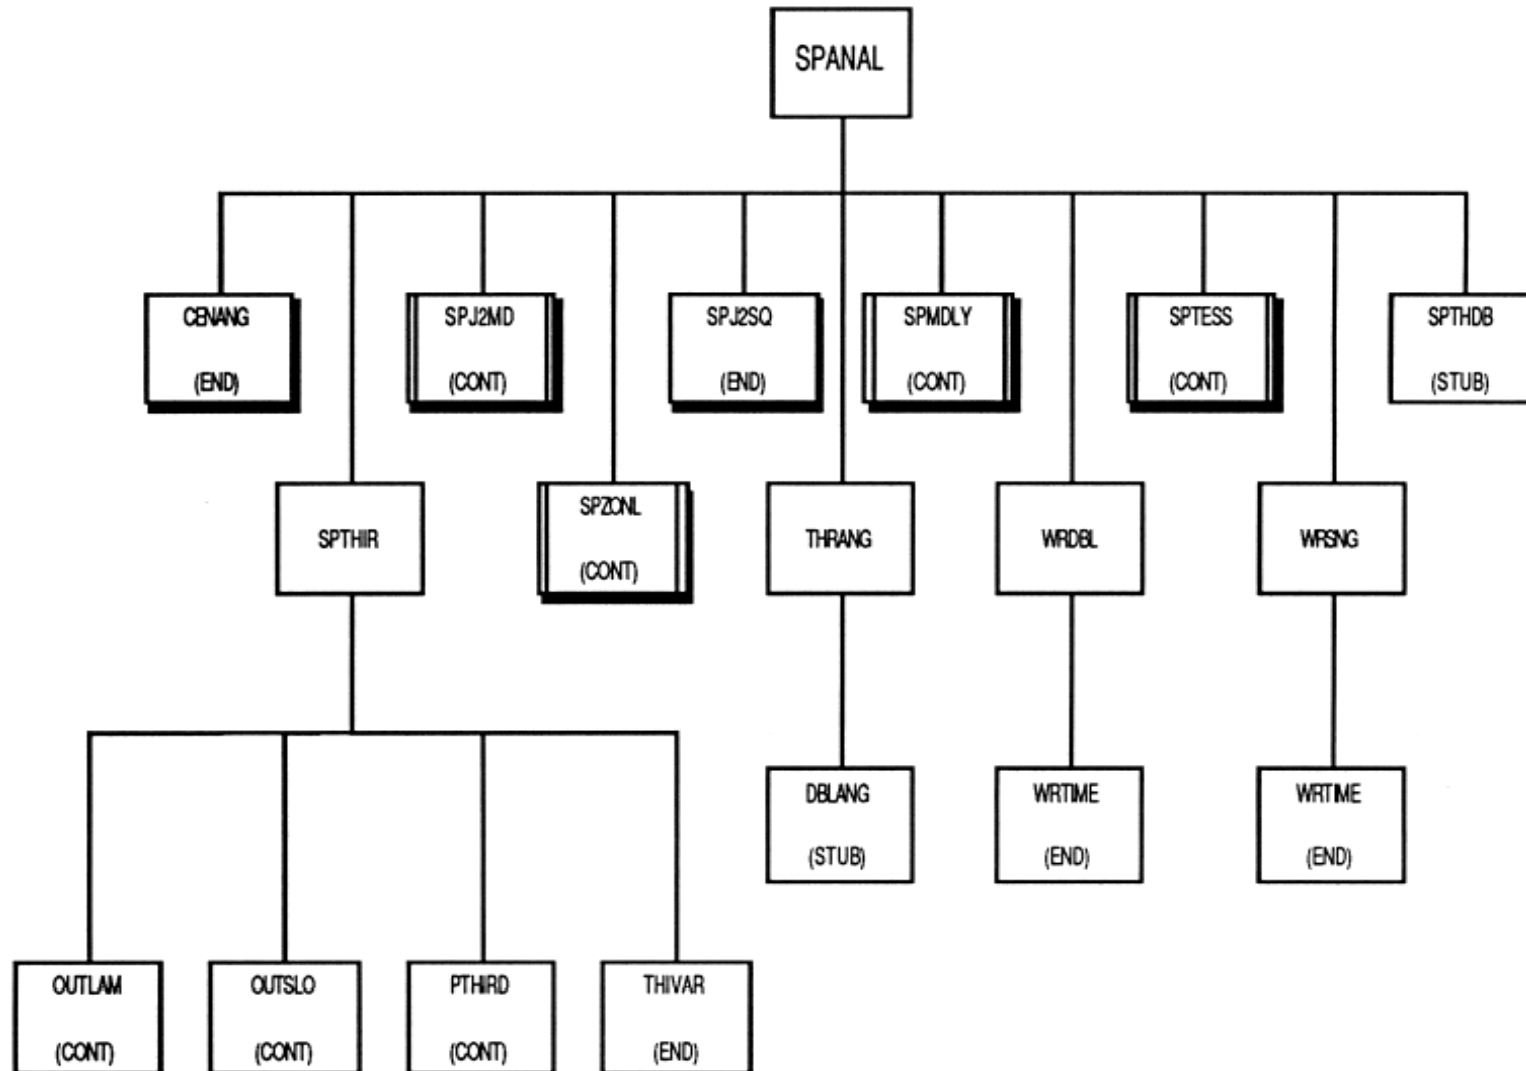 SPANAL
CENANG
(END)
SPJ2MD
(CONT)
SPJ2SQ
(END)
SPMDLY
(CONT)
SPTESS
(CONT)
SPTHDB
(STUB)
SPTHIR
SPZONL
(CONT)
THRANG
WRDBL
WRSNG
DBLANG
(STUB)
WRTIME
(END)
WRTIME
(END)
OUTLAM
(CONT)
OUTSLO
(CONT)
PTHIRD
(CONT)
THIVAR
(END)